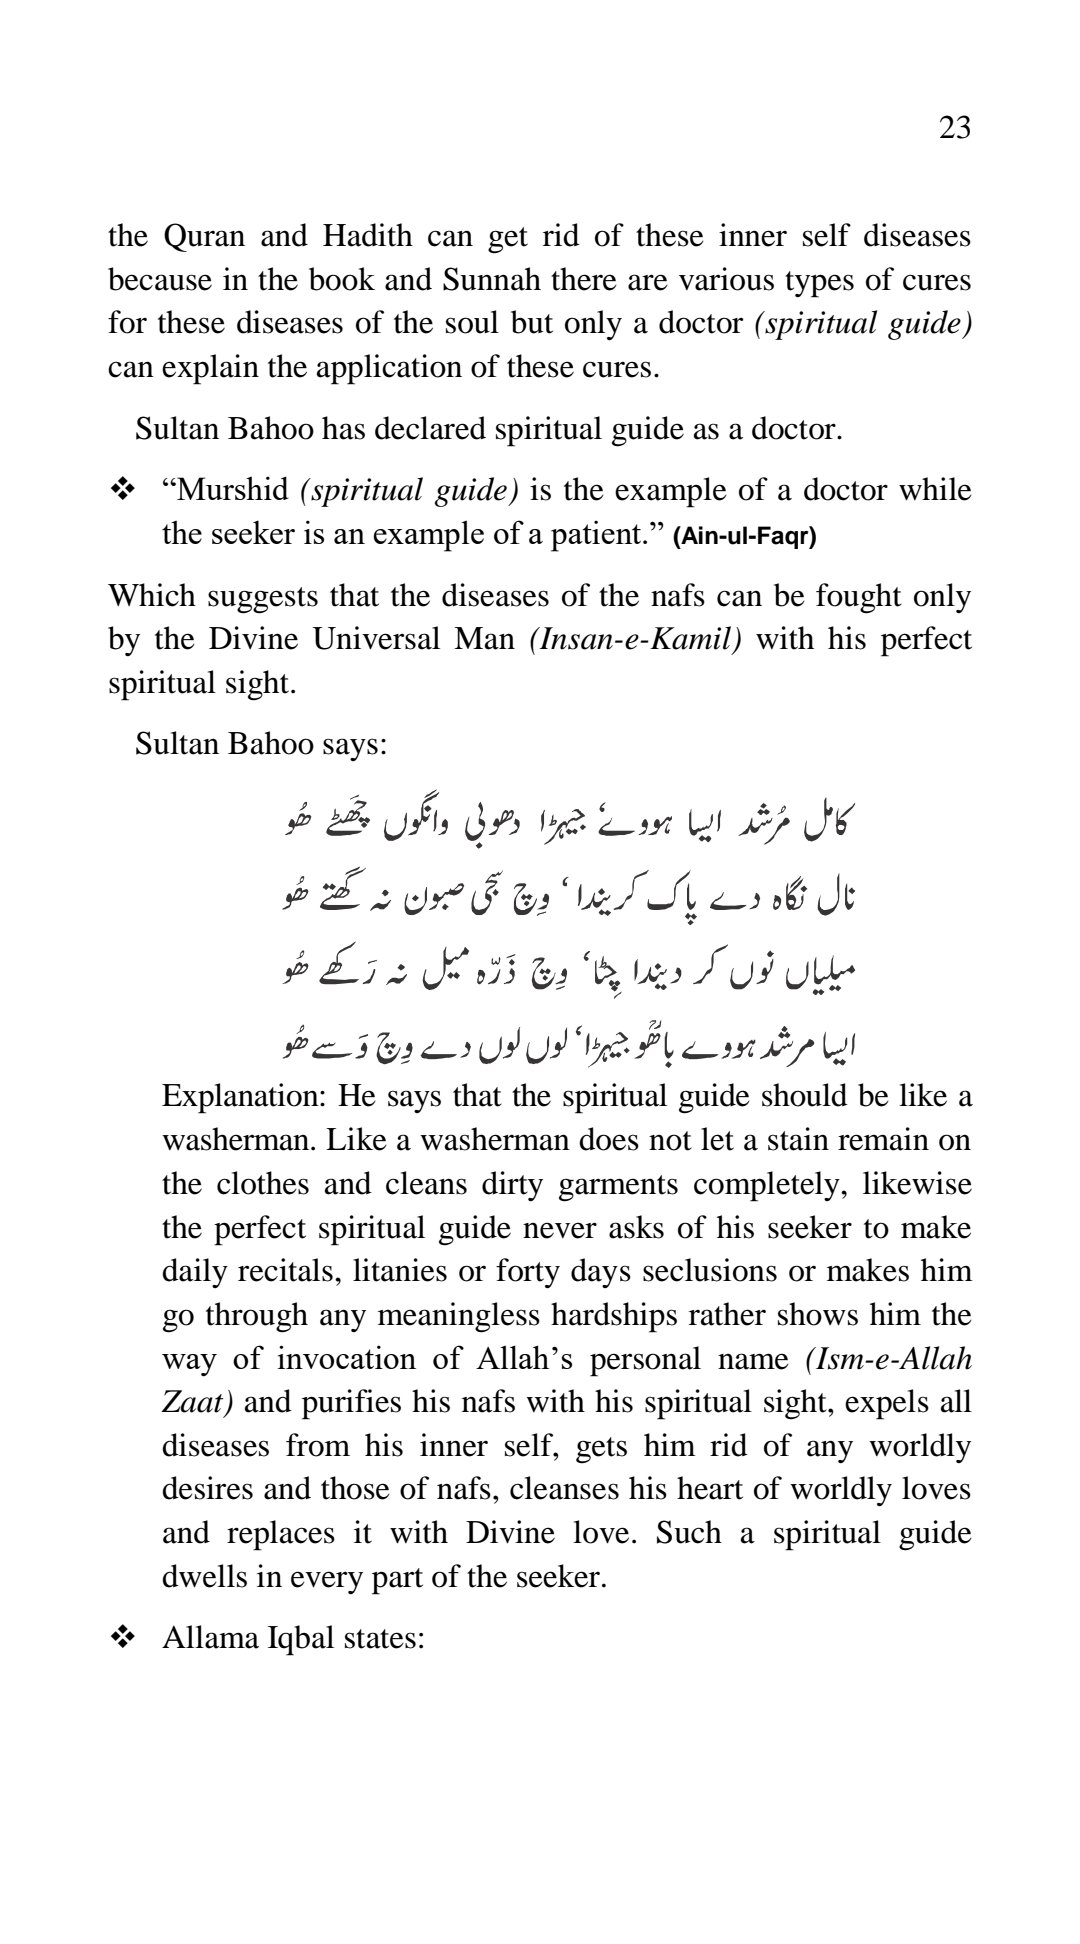 23
the Quran and Hadith can get rid of these inner self diseases
because in the book and Sunnah there are various types of cures
for these diseases of the soul but only a doctor (spiritual guide)
can explain the application of these cures.
Sultan Bahoo has declared spiritual guide as a doctor.
❖ “Murshid (spiritual guide) is the example of a doctor while
the seeker is an example of a patient.” (Ain-ul-Faqr)
Which suggests that the diseases of the nafs can be fought only
by the Divine Universal Man (Insan-e-Kamil) with his perfect
spiritual sight.
Sultan Bahoo says:
کامل مُرشد ایسا ہووے‘ جیہڑا دھوبی وانگوں چھَٹے ھُو
نال نگاہ دے پاک کریندا ‘ وِچ سجی صبون نہ گھتے ھُو
میلیاں نوں کر دیندا چِٹا‘ وِچ ذَرّہ میل نہ رَکھے ھُو
ایسا مرشد ہووے باھُوؒ جیہڑا‘ لوں لوں دے وِچ وَسے ھُو
Explanation: He says that the spiritual guide should be like a
washerman. Like a washerman does not let a stain remain on
the clothes and cleans dirty garments completely, likewise
the perfect spiritual guide never asks of his seeker to make
daily recitals, litanies or forty days seclusions or makes him
go through any meaningless hardships rather shows him the
way of invocation of Allah’s personal name (Ism-e-Allah
Zaat) and purifies his nafs with his spiritual sight, expels all
diseases from his inner self, gets him rid of any worldly
desires and those of nafs, cleanses his heart of worldly loves
and replaces it with Divine love. Such a spiritual guide
dwells in every part of the seeker.
❖ Allama Iqbal states: